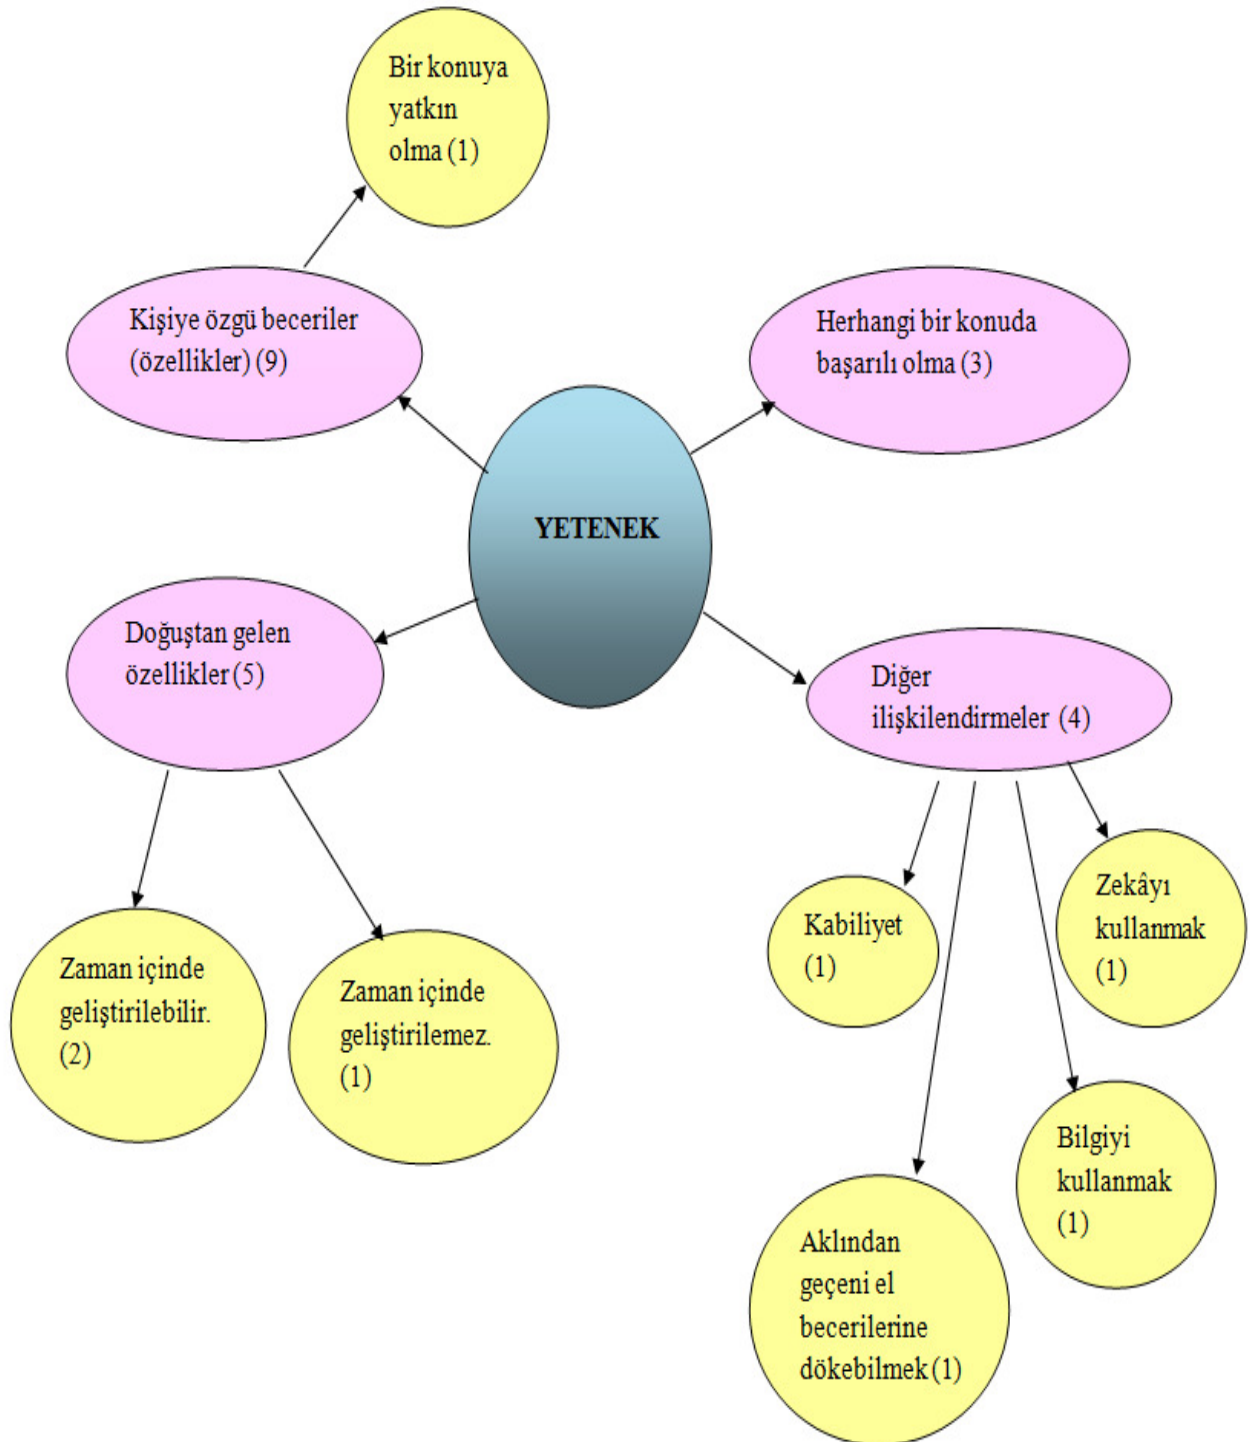 Bir konuya
yatkın
olma (1)
Kişiye özgü beceriler
(özellikler) (9)
Herhangi bir konuda
başarılı olma (3)
YETENEK
Doğuştan gelen
özellikler (5)
Diğer
ilişkilendirmeler (4)
Zaman içinde
geliştirilebilir.
(2)
Zaman içinde
geliştirilemez.
(1)
Kabiliyet
(1)
Zekâyı
kullanmak
(1)
Aklından
geçeni el
becerilerine
dökebilmek (1)
Bilgiyi
kullanmak
(1)